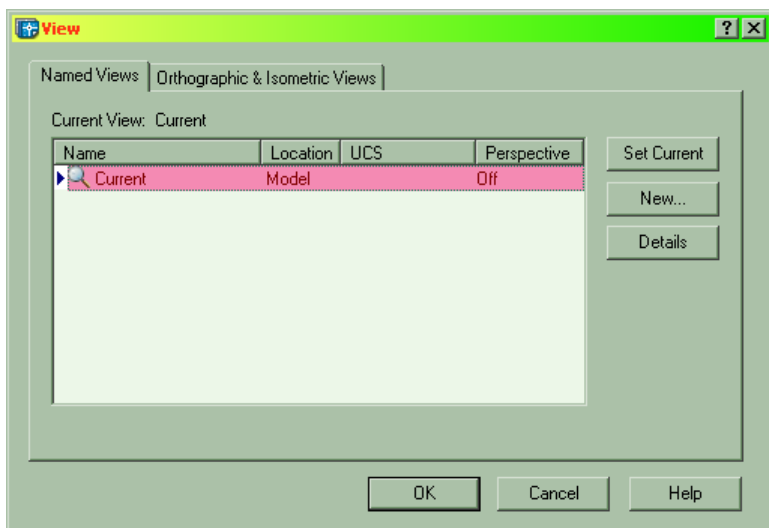 View
Named Views Orthographic & Isometric Views
Current View: Current
Name Location UCS Perspective
Current Model Off
Set Current
New...
Details
OK Cancel Help